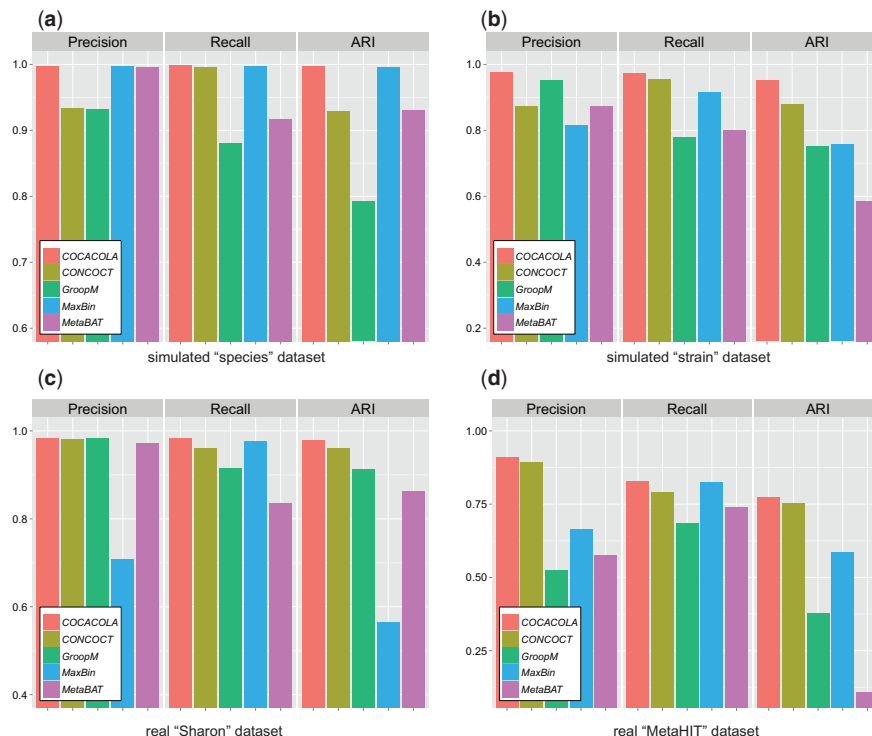 (a)
Precision Recall ARI
1.0
0.9
0.8
0.7
0.6
COCACOLA
CONCOCT
GroopM
MaxBin
MetaBAT
simulated “species” dataset
(b)
Precision Recall ARI
1.0
0.8
0.6
0.4
0.2
COCACOLA
CONCOCT
GroopM
MaxBin
MetaBAT
simulated “strain” dataset
(c)
Precision Recall ARI
1.0
0.8
0.6
0.4
COCACOLA
CONCOCT
GroopM
MaxBin
MetaBAT
real “Sharon” dataset
(d)
Precision Recall ARI
1.00
0.75
0.50
0.25
COCACOLA
CONCOCT
GroopM
MaxBin
MetaBAT
real “MetaHIT” dataset